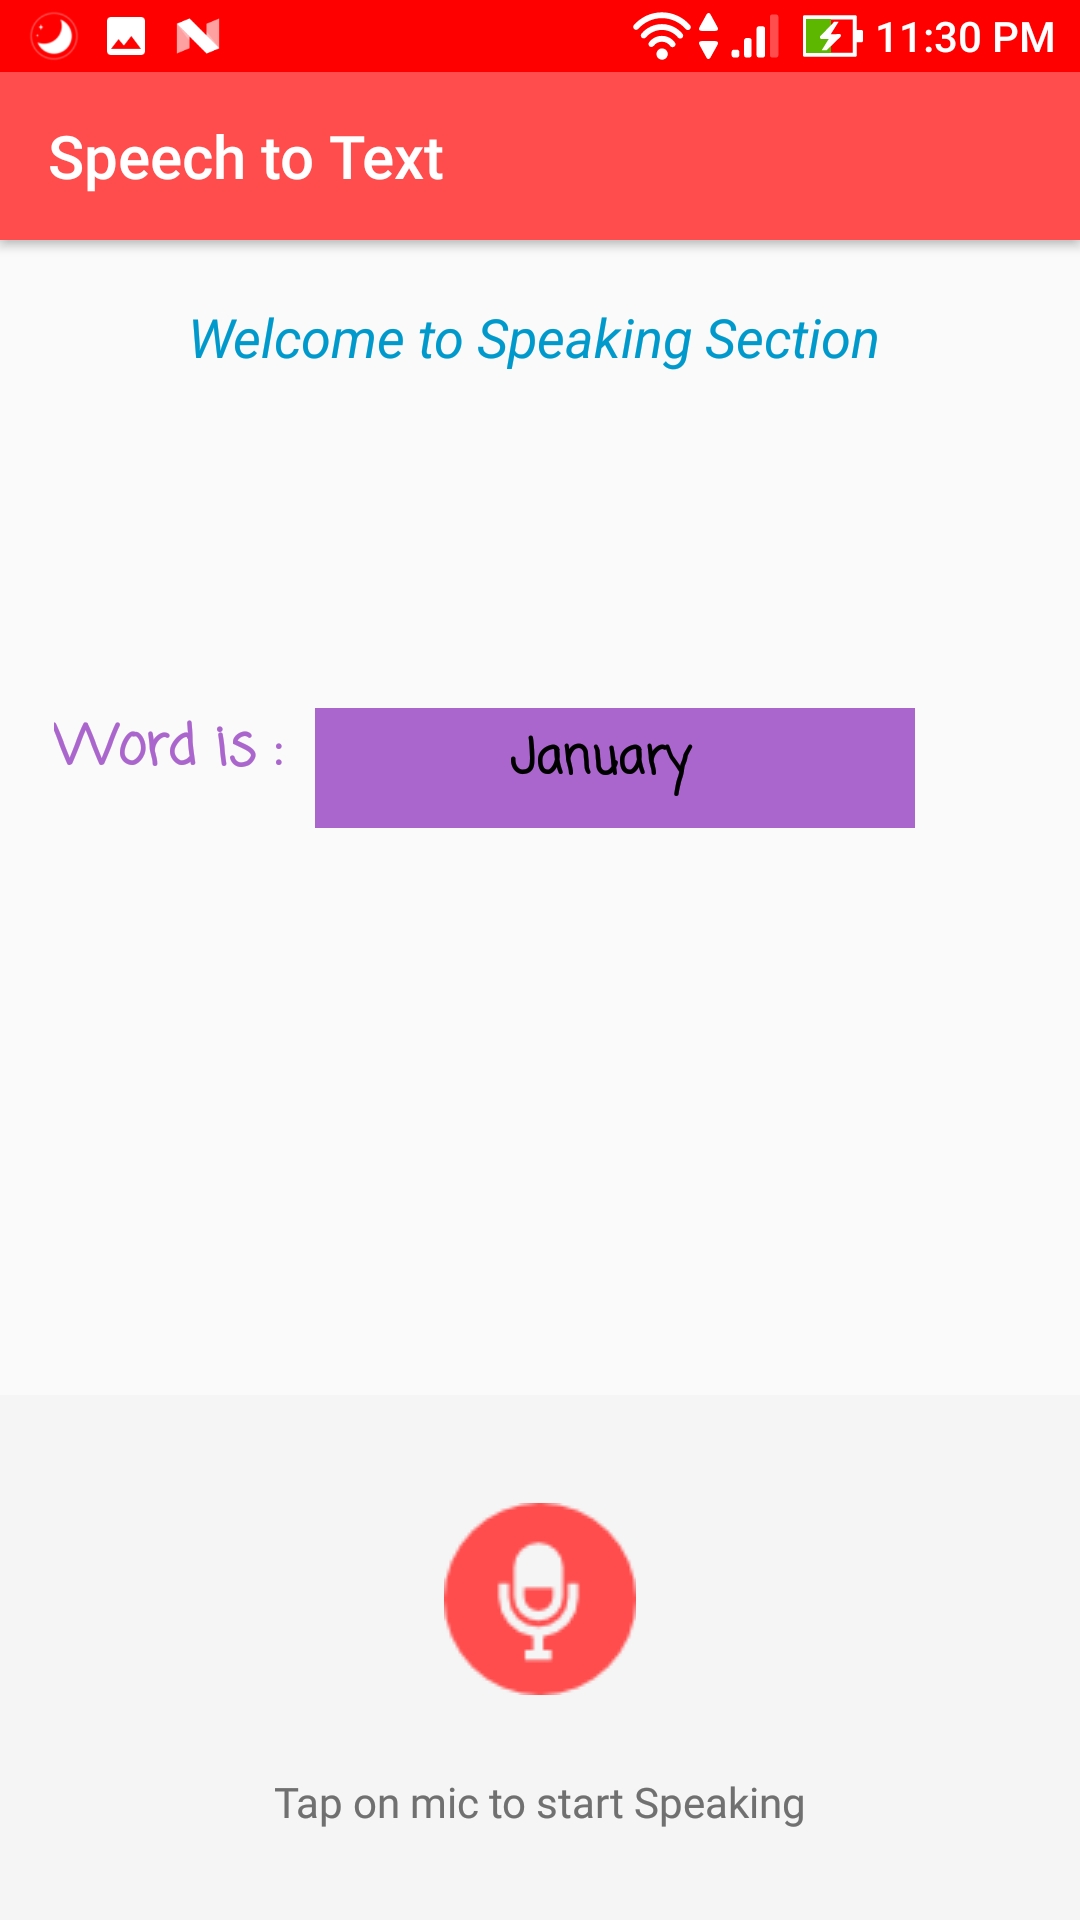 11:30 PM
Speech to Text
Welcome to Speaking Section
Word is : January
Tap on mic to start Speaking